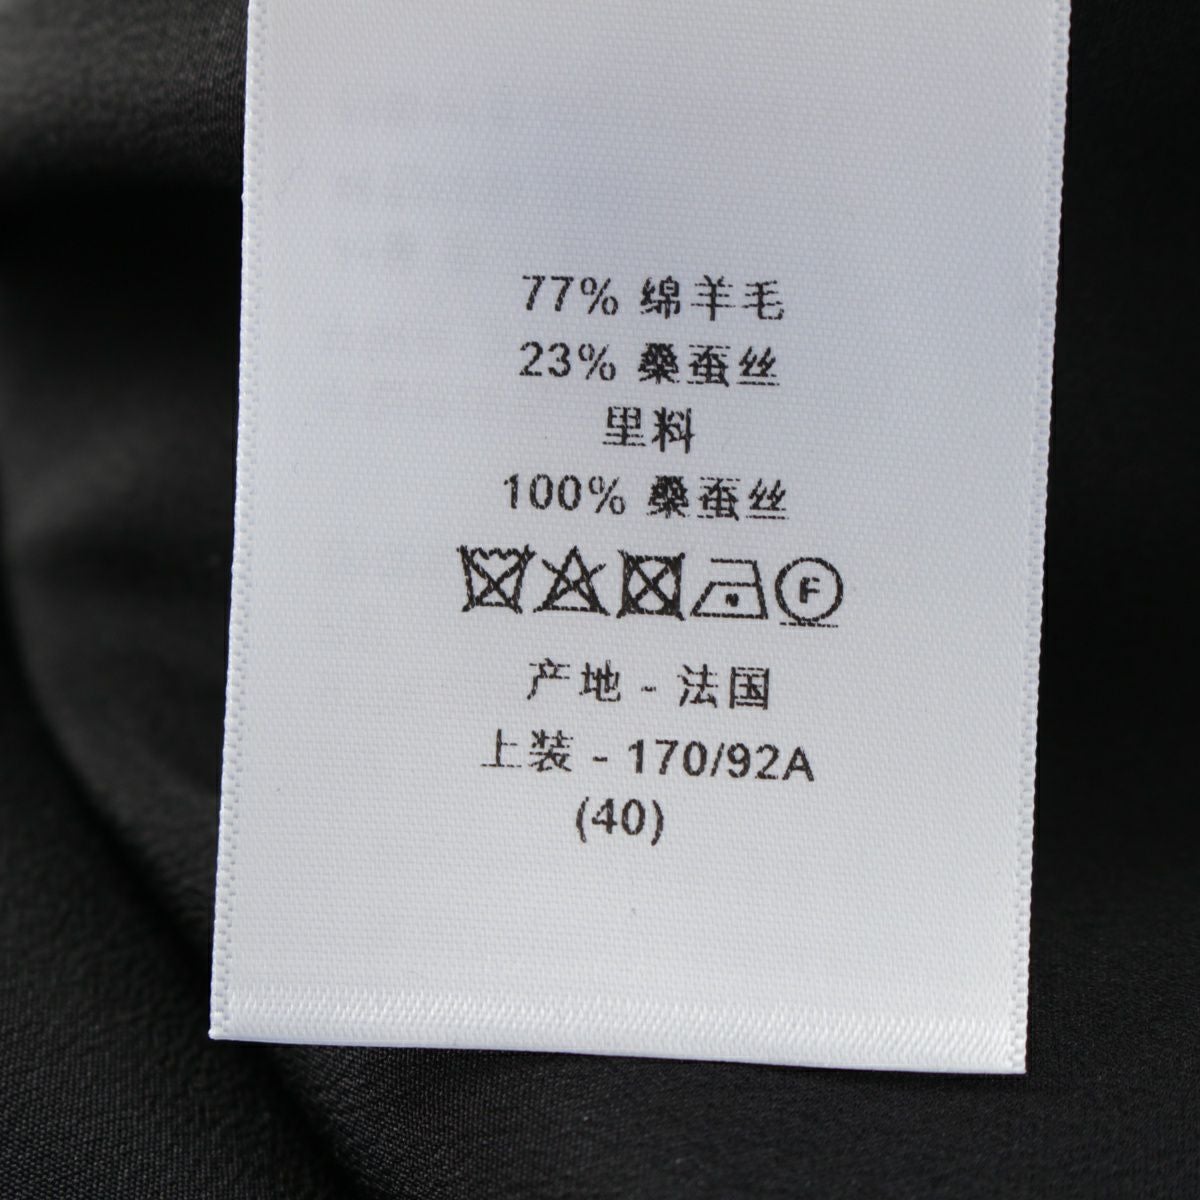 77% 绵羊毛
23% 桑蚕丝
里料
100% 桑蚕丝
F
产地 - 法国
上装 - 170/92A
(40)